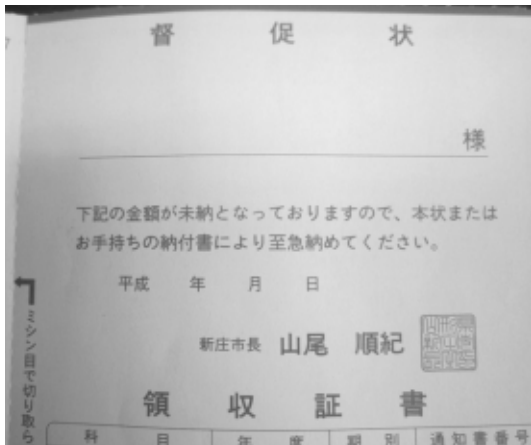 督促状
様
下記の金額が未納となっておりますので、本状または
お手持ちの納付書により至急納めてください。
平成 年 月 日
新庄市長 山尾 順紀
領収証書
科 目 年 度 期 別 通知書番号
ミシン目で切り取